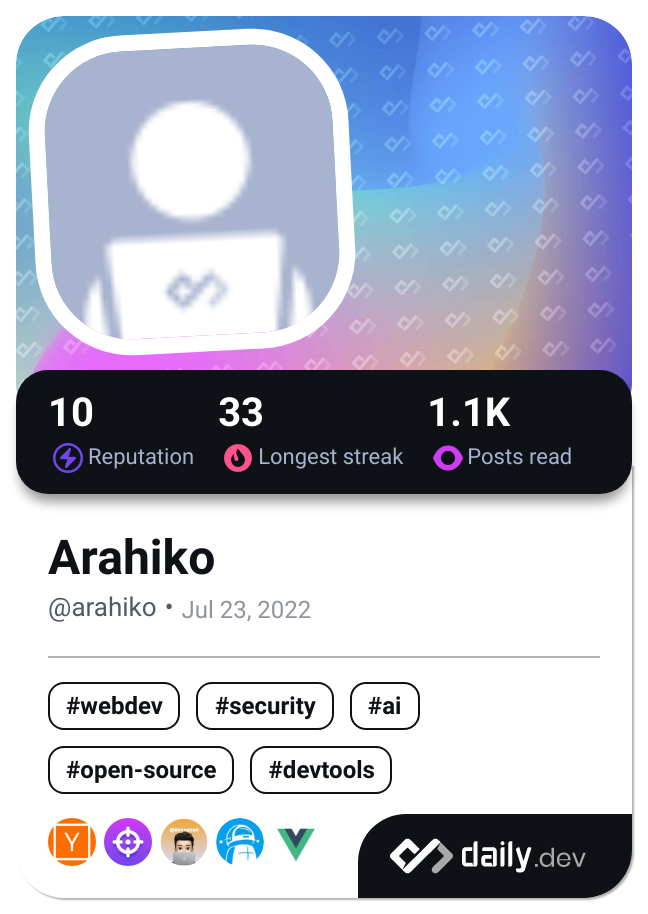 10 33 1.1K
Reputation Longest streak Posts read
Arahiko
@arahiko • Jul 23, 2022
#webdev #security #ai
#open-source #devtools
Y
daily.dev